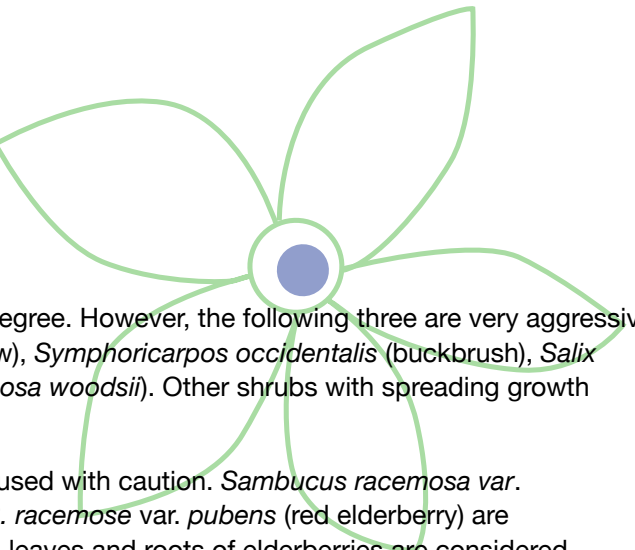 egree. However, the following three are very aggressiv
w), Symphoricarpos occidentalis (buckbrush), Salix
osa woodsii). Other shrubs with spreading growth
used with caution. Sambucus racemosa var.
. racemose var. pubens (red elderberry) are
leaves and roots of elderberries are considered